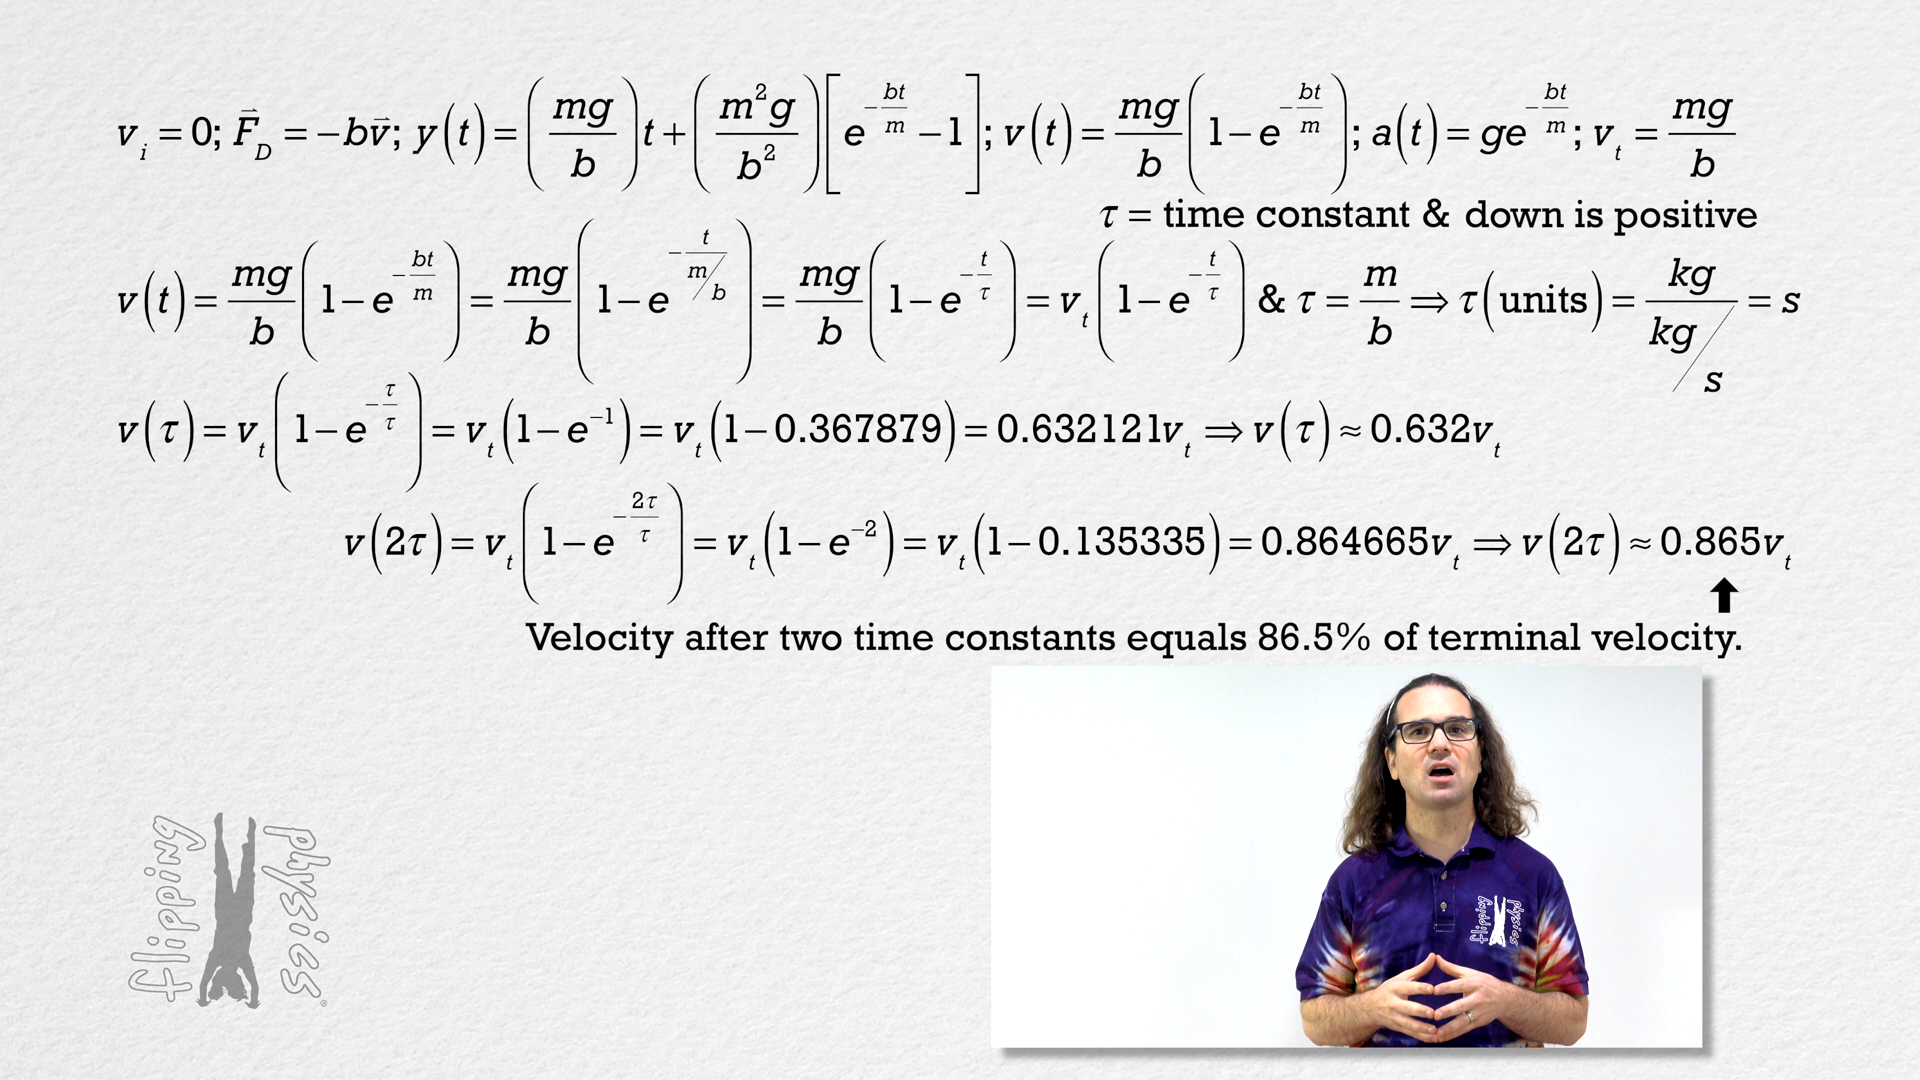 v_i = 0; F⃗_D = −bv⃗; y(t) = (mg/b)t + (m²g/b²)[e^(−bt/m) − 1]; v(t) = mg/b(1 − e^(−bt/m)); a(t) = ge^(−bt/m); v_t = mg/b
τ = time constant & down is positive
v(t) = mg/b(1 − e^(−bt/m)) = mg/b(1 − e^(−t/(m/b))) = mg/b(1 − e^(−t/τ)) = v_t(1 − e^(−t/τ)) & τ = m/b ⇒ τ(units) = kg/(kg/s) = s
v(τ) = v_t(1 − e^(−τ/τ)) = v_t(1 − e^(−1)) = v_t(1 − 0.367879) = 0.632121v_t ⇒ v(τ) ≈ 0.632v_t
v(2τ) = v_t(1 − e^(−2τ/τ)) = v_t(1 − e^(−2)) = v_t(1 − 0.135335) = 0.864665v_t ⇒ v(2τ) ≈ 0.865v_t
Velocity after two time constants equals 86.5% of terminal velocity.
flipping physics®
flipping physics